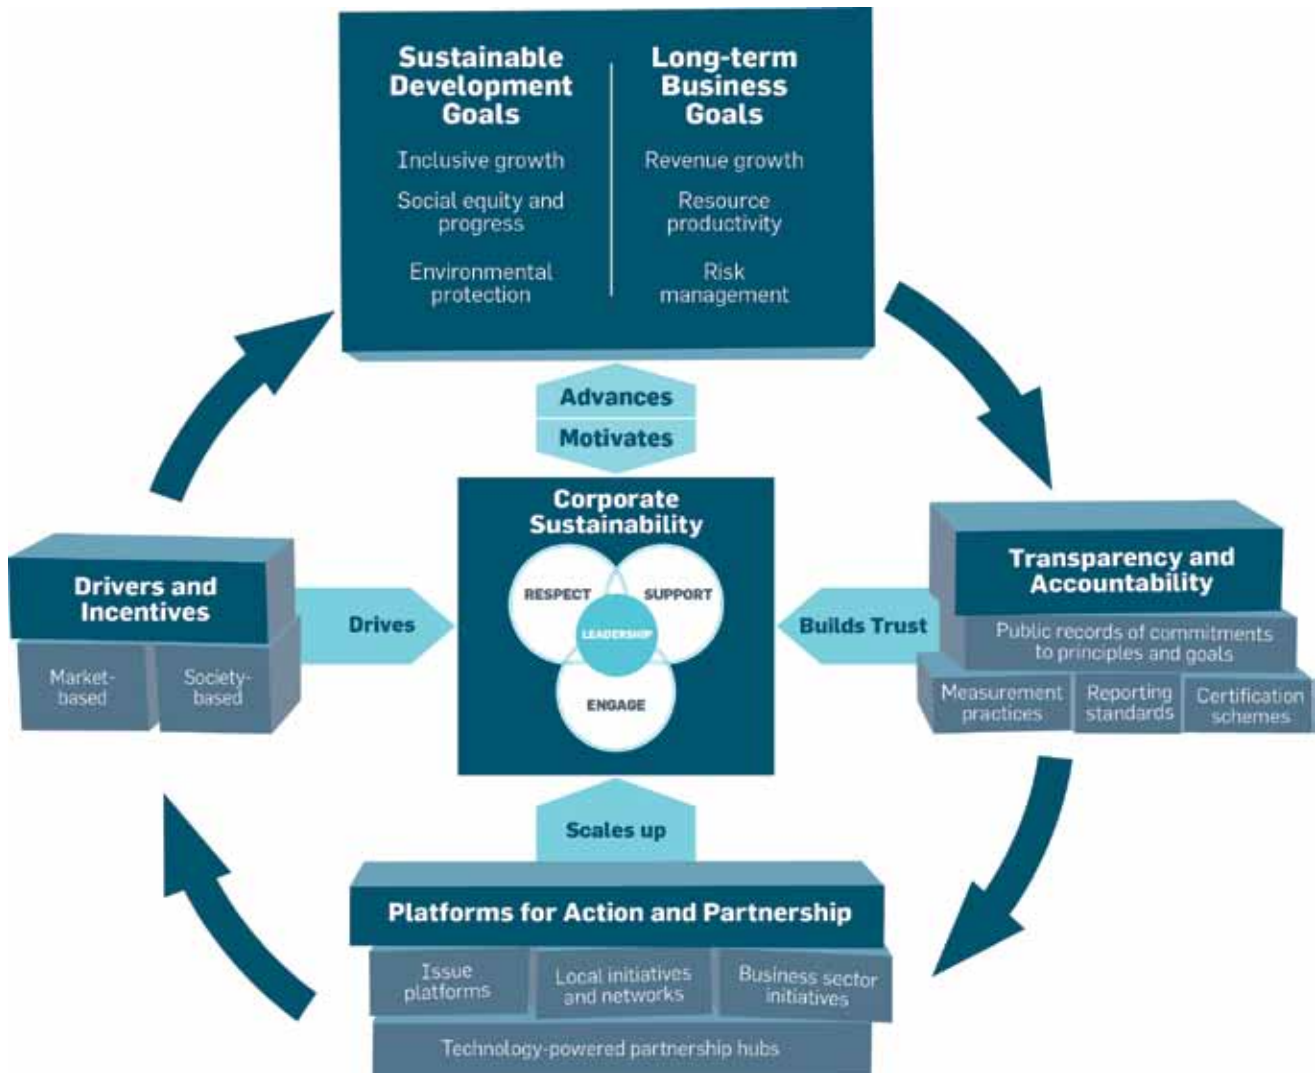 Sustainable
Development
Goals
Inclusive growth
Social equity and
progress
Environmental
protection
Long-term
Business
Goals
Revenue growth
Resource
productivity
Risk
management
Advances
Motivates
Corporate
Sustainability
RESPECT
SUPPORT
LEADERSHIP
ENGAGE
Drivers and
Incentives
Market-
based
Society-
based
Drives
Builds Trust
Transparency and
Accountability
Public records of commitments
to principles and goals
Measurement
practices
Reporting
standards
Certification
schemes
Scales up
Platforms for Action and Partnership
Issue
platforms
Local initiatives
and networks
Business sector
initiatives
Technology-powered partnership hubs